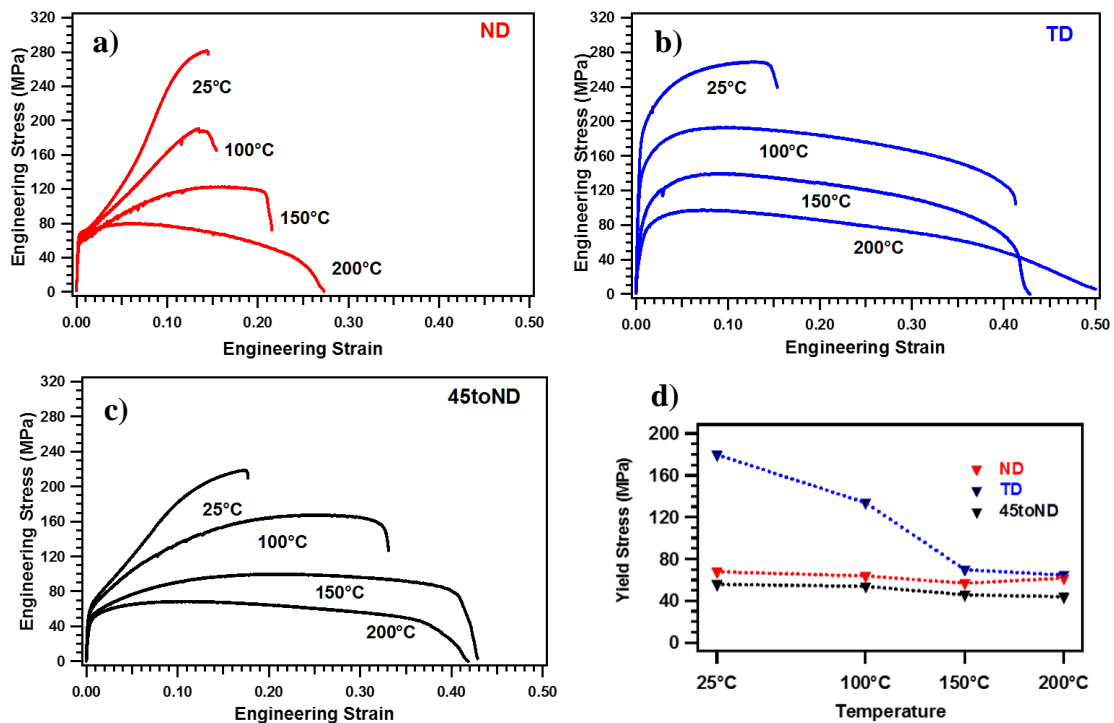 a)
ND
320
280
240
200
160
120
80
40
0
Engineering Stress (MPa)
25°C
100°C
150°C
200°C
0.00 0.10 0.20 0.30 0.40 0.50
Engineering Strain
b)
TD
320
280
240
200
160
120
80
40
0
Engineering Stress (MPa)
25°C
100°C
150°C
200°C
0.00 0.10 0.20 0.30 0.40 0.50
Engineering Strain
c)
45toND
320
280
240
200
160
120
80
40
0
Engineering Stress (MPa)
25°C
100°C
150°C
200°C
0.00 0.10 0.20 0.30 0.40 0.50
Engineering Strain
d)
200
160
120
80
40
0
Yield Stress (MPa)
ND
TD
45toND
25°C 100°C 150°C 200°C
Temperature